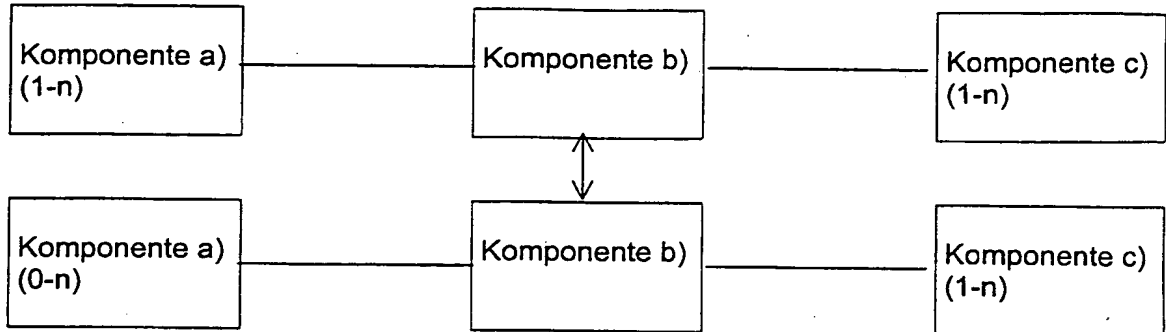 Komponente a)
(1-n)
Komponente b)
Komponente c)
(1-n)
Komponente a)
(0-n)
Komponente b)
Komponente c)
(1-n)